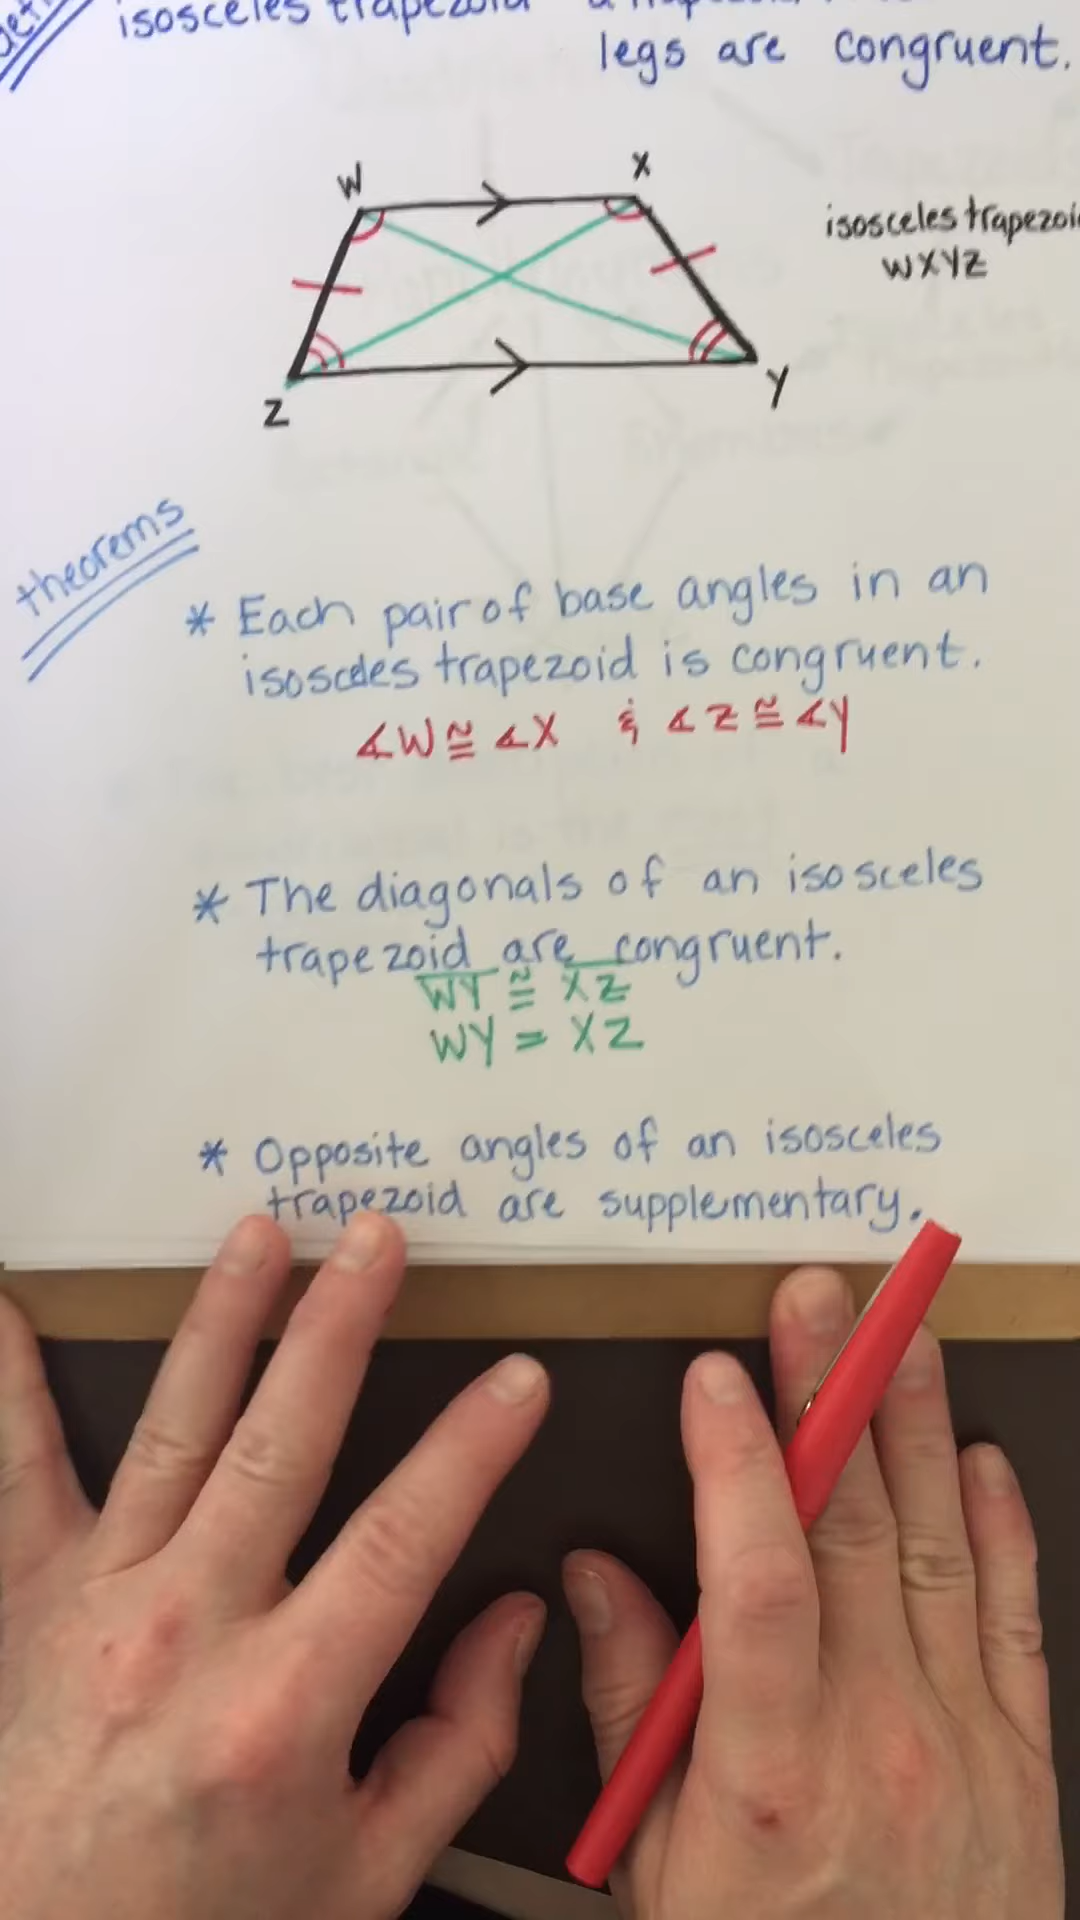 isosceles trapezoid
legs are congruent.
W
X
isosceles trapezoid
WXYZ
Z
Y
theorems
* Each pair of base angles in an
isosceles trapezoid is congruent.
∡W ≅ ∡X & ∡Z ≅ ∡Y
* The diagonals of an isosceles
trapezoid are congruent.
W̅Y̅ ≅ X̅Z̅
WY = XZ
* Opposite angles of an isosceles
trapezoid are supplementary.